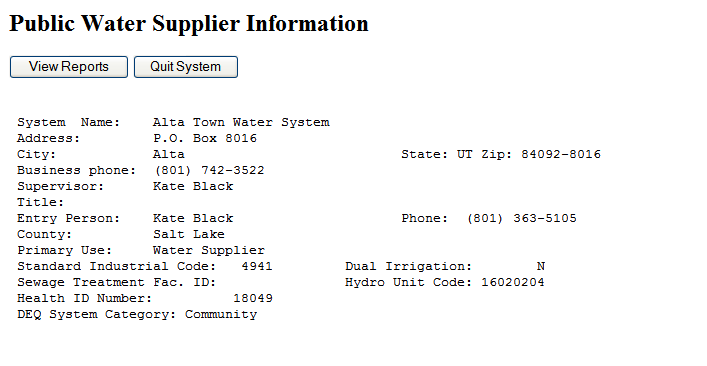 Public Water Supplier Information
View Reports Quit System
System Name: Alta Town Water System
Address: P.O. Box 8016
City: Alta State: UT Zip: 84092-8016
Business phone: (801) 742-3522
Supervisor: Kate Black
Title:
Entry Person: Kate Black Phone: (801) 363-5105
County: Salt Lake
Primary Use: Water Supplier
Standard Industrial Code: 4941 Dual Irrigation: N
Sewage Treatment Fac. ID: Hydro Unit Code: 16020204
Health ID Number: 18049
DEQ System Category: Community